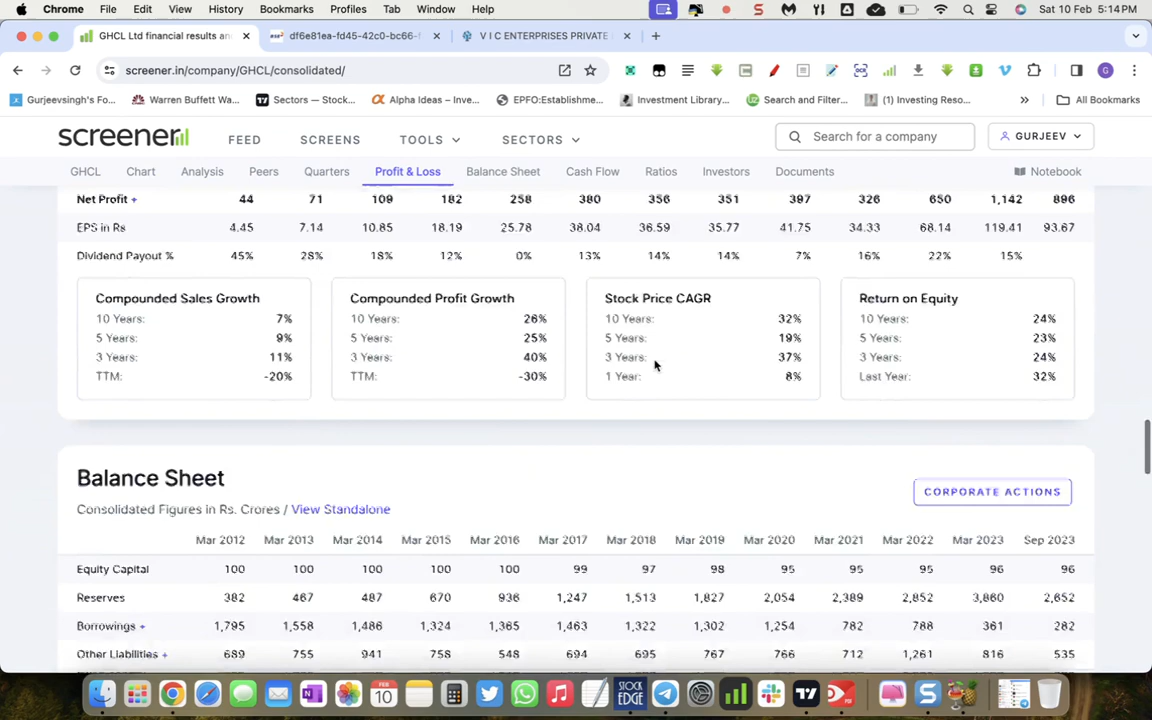 Chrome File Edit View History Bookmarks Profiles Tab Window Help Sat 10 Feb 5:14PM
GHCL Ltd financial results an df6e81ea-fd45-42c0-bc66- V I C ENTERPRISES PRIVATE
screener.in/company/GHCL/consolidated/
Gurjeevsingh's Fo... Warren Buffett Wa... Sectors — Stock... Alpha Ideas – Inve... EPFO:Establishme... Investment Library... Search and Filter... (1) Investing Reso... » All Bookmarks
screener FEED SCREENS TOOLS SECTORS Search for a company GURJEEV
GHCL Chart Analysis Peers Quarters Profit & Loss Balance Sheet Cash Flow Ratios Investors Documents Notebook
Net Profit + 44 71 109 182 258 380 356 351 397 326 650 1,142 896
EPS in Rs 4.45 7.14 10.85 18.19 25.78 38.04 36.59 35.77 41.75 34.33 68.14 119.41 93.67
Dividend Payout % 45% 28% 18% 12% 0% 13% 14% 14% 7% 16% 22% 15%
Compounded Sales Growth
10 Years: 7%
5 Years: 9%
3 Years: 11%
TTM: -20%
Compounded Profit Growth
10 Years: 26%
5 Years: 25%
3 Years: 40%
TTM: -30%
Stock Price CAGR
10 Years: 32%
5 Years: 19%
3 Years: 37%
1 Year: 8%
Return on Equity
10 Years: 24%
5 Years: 23%
3 Years: 24%
Last Year: 32%
Balance Sheet
CORPORATE ACTIONS
Consolidated Figures in Rs. Crores / View Standalone
Mar 2012 Mar 2013 Mar 2014 Mar 2015 Mar 2016 Mar 2017 Mar 2018 Mar 2019 Mar 2020 Mar 2021 Mar 2022 Mar 2023 Sep 2023
Equity Capital 100 100 100 100 100 99 97 98 95 95 95 96 96
Reserves 382 467 487 670 936 1,247 1,513 1,827 2,054 2,389 2,852 3,860 2,652
Borrowings + 1,795 1,558 1,486 1,324 1,365 1,463 1,322 1,302 1,254 782 788 361 282
Other Liabilities + 689 755 941 758 548 694 695 767 766 712 1,261 816 535
FEB
10
STOCK
EDGE